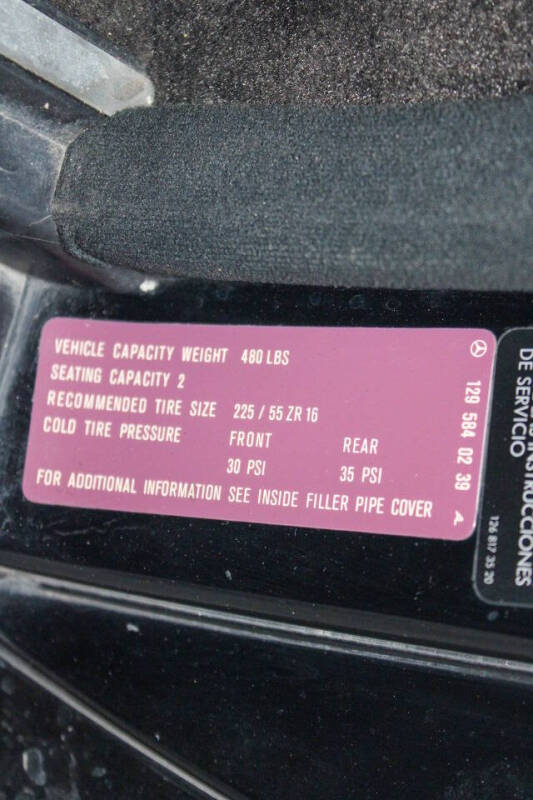 VEHICLE CAPACITY WEIGHT 480 LBS
SEATING CAPACITY 2
RECOMMENDED TIRE SIZE 225 / 55 ZR 16
COLD TIRE PRESSURE FRONT REAR
30 PSI 35 PSI
FOR ADDITIONAL INFORMATION SEE INSIDE FILLER PIPE COVER
129 584 02 39 A
INSTRUCCIONES
DE SERVICIO
126 817 35 20